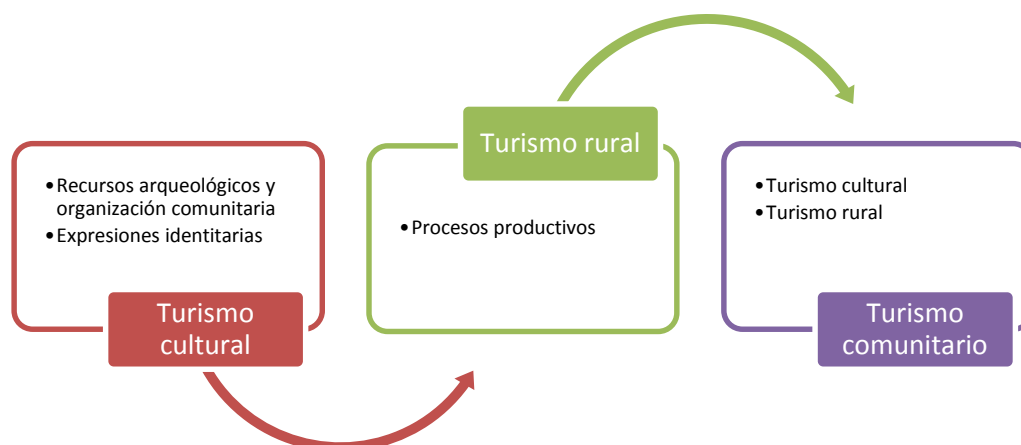 •Recursos arqueológicos y
organización comunitaria
•Expresiones identitarias
Turismo
cultural
Turismo rural
•Procesos productivos
•Turismo cultural
•Turismo rural
Turismo
comunitario